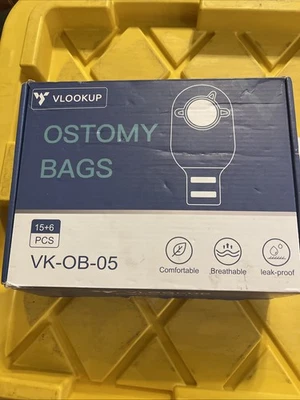 VLOOKUP
OSTOMY
BAGS
15+6
PCS
VK-OB-05
Comfortable
Breathable
leak-proof